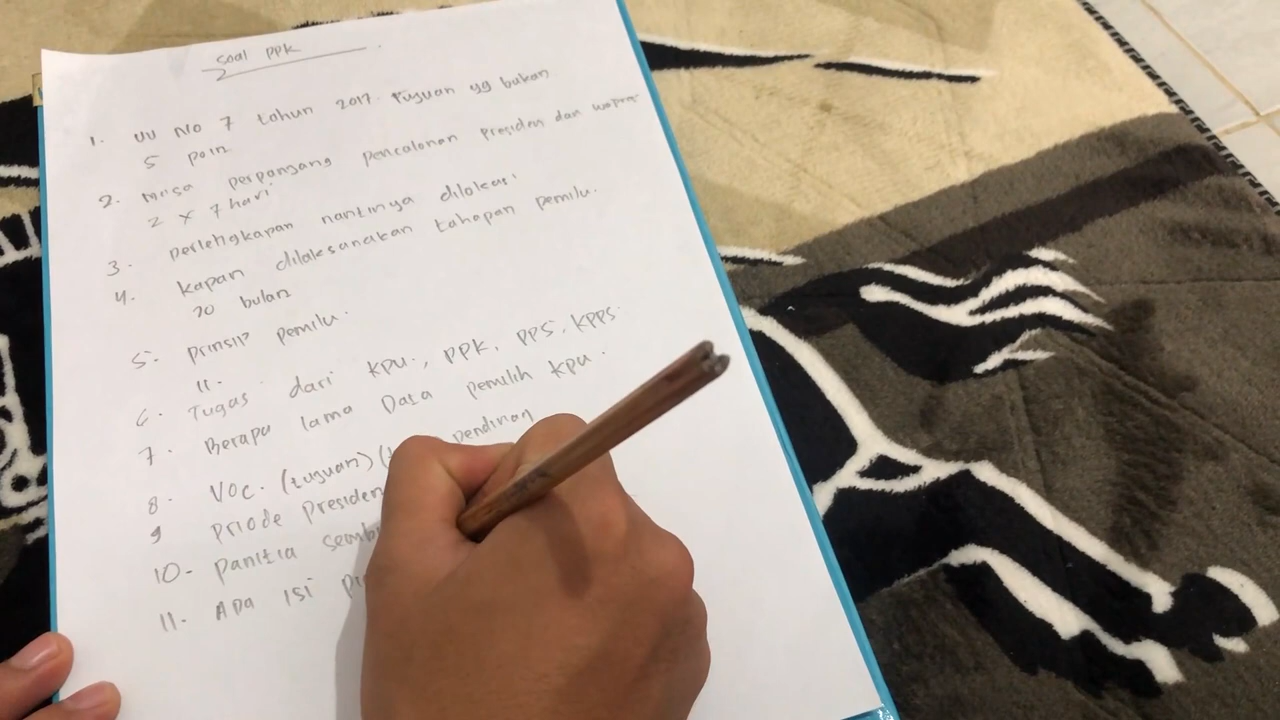 Soal PPK
1. UU No 7 tahun 2017. Tujuan yg bukan
5 poin
2. Masa perpanjang pencalonan Presiden dan wapres
2 x 7 hari
3. perlengkapan nantinya dilokasi
4. kapan dilaksanakan tahapan pemilu.
20 bulan
5. prinsip pemilu.
11.
6. Tugas dari KPU., PPK, PPS, KPPS.
7. Berapa lama Data pemilih KPU.
8. VOC. (tujuan) ( pendirian
9 priode presiden
10- panitia
11. Apa isi